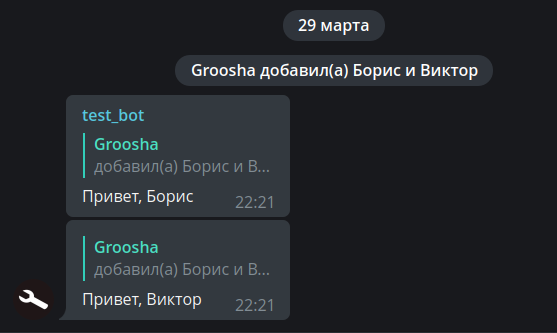 29 марта
Groosha добавил(а) Борис и Виктор
test_bot
Groosha
добавил(а) Борис и В...
Привет, Борис
22:21
Groosha
добавил(а) Борис и В...
Привет, Виктор
22:21